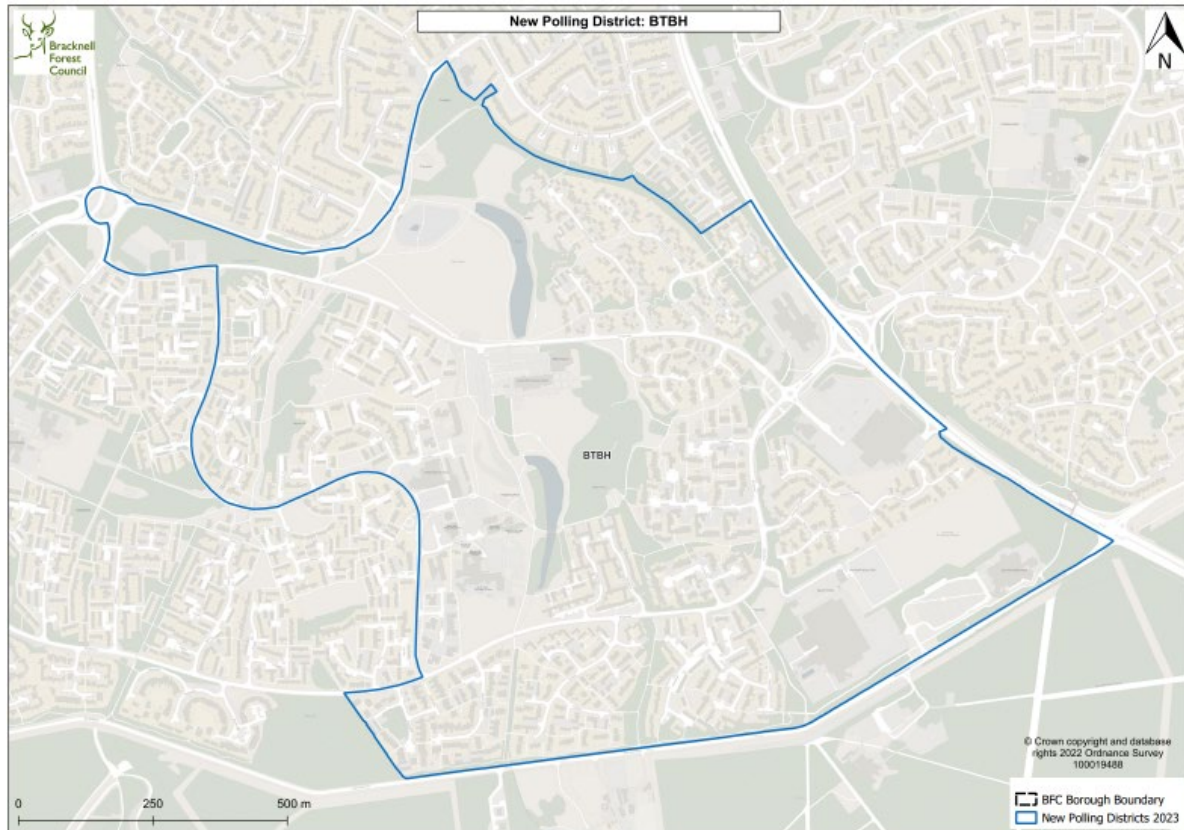 New Polling District: BTBH
Bracknell
Forest
Council
N
BTBH
© Crown copyright and database
rights 2022 Ordnance Survey
100019488
0
250
500 m
BFC Borough Boundary
New Polling Districts 2023